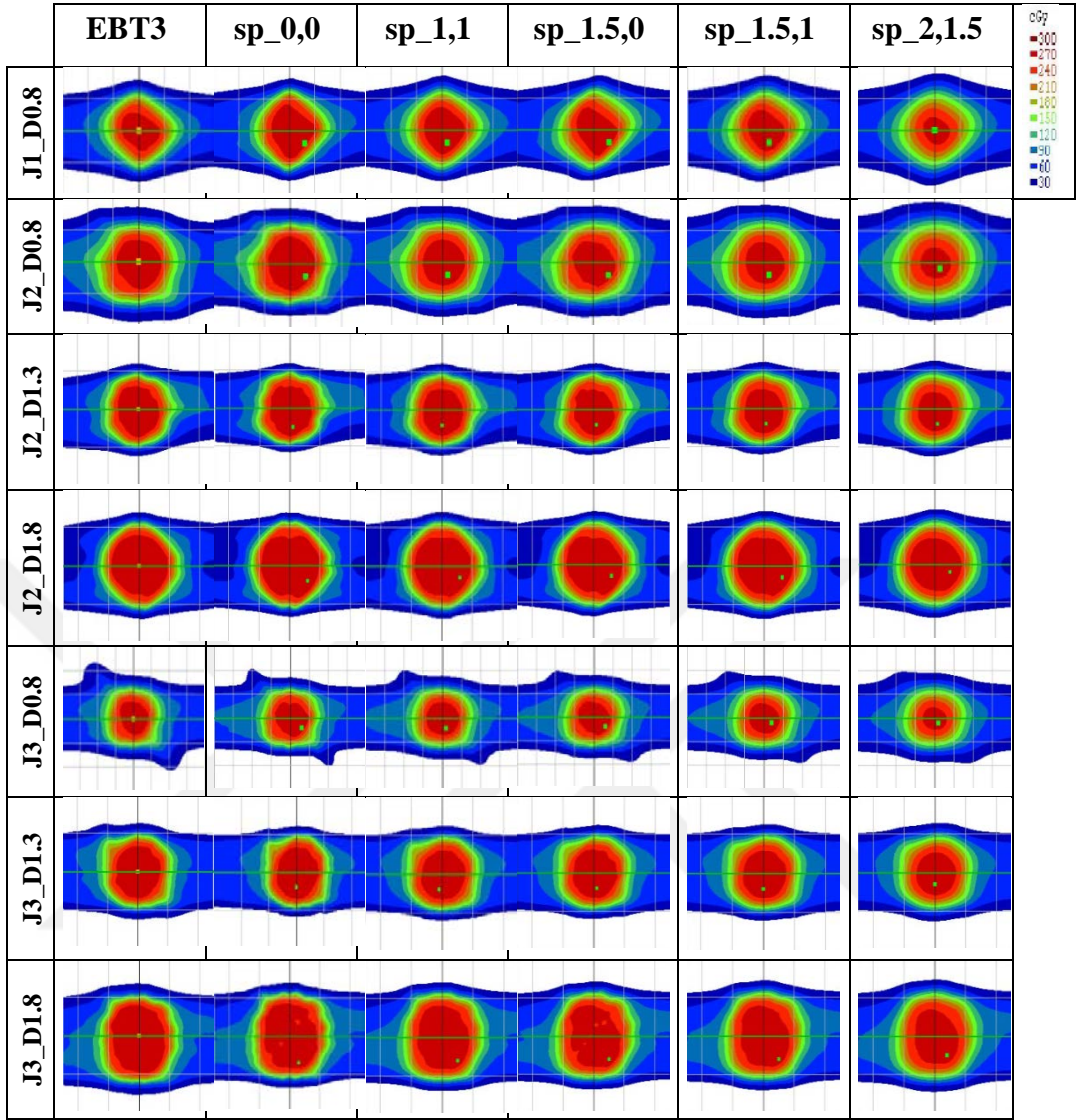 EBT3 sp_0,0 sp_1,1 sp_1.5,0 sp_1.5,1 sp_2,1.5
cGy
300
270
240
210
180
150
120
90
60
30
J1_D0.8
J2_D0.8
J2_D1.3
J2_D1.8
J3_D0.8
J3_D1.3
J3_D1.8